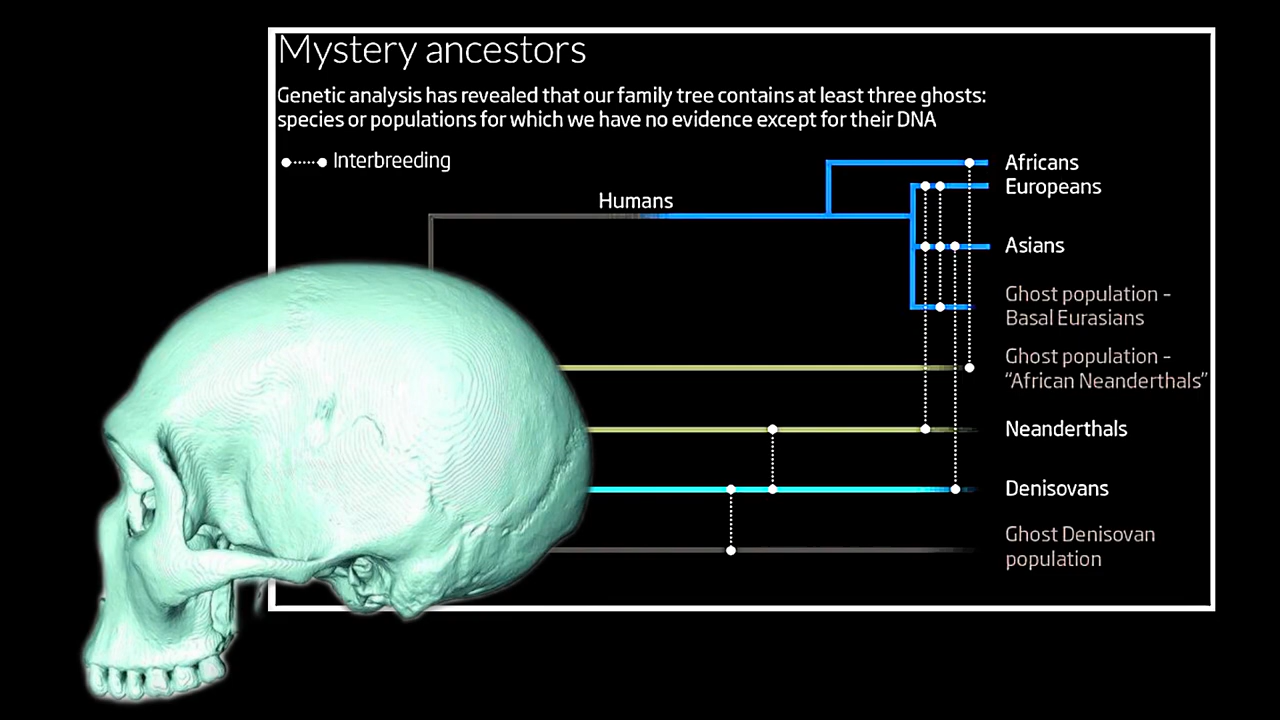 Mystery ancestors
Genetic analysis has revealed that our family tree contains at least three ghosts:
species or populations for which we have no evidence except for their DNA
Interbreeding
Humans
Africans
Europeans
Asians
Ghost population –
Basal Eurasians
Ghost population –
“African Neanderthals”
Neanderthals
Denisovans
Ghost Denisovan
population